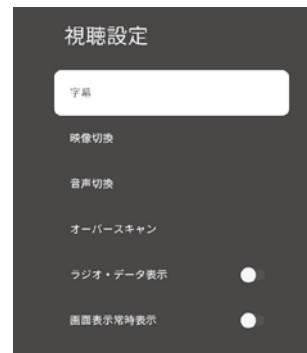 視聴設定
字幕
映像切換
音声切換
オーバースキャン
ラジオ・データ表示
画面表示常時表示